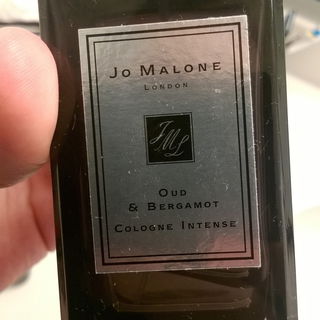 Jo Malone
London
JML
Oud
& Bergamot
Cologne Intense